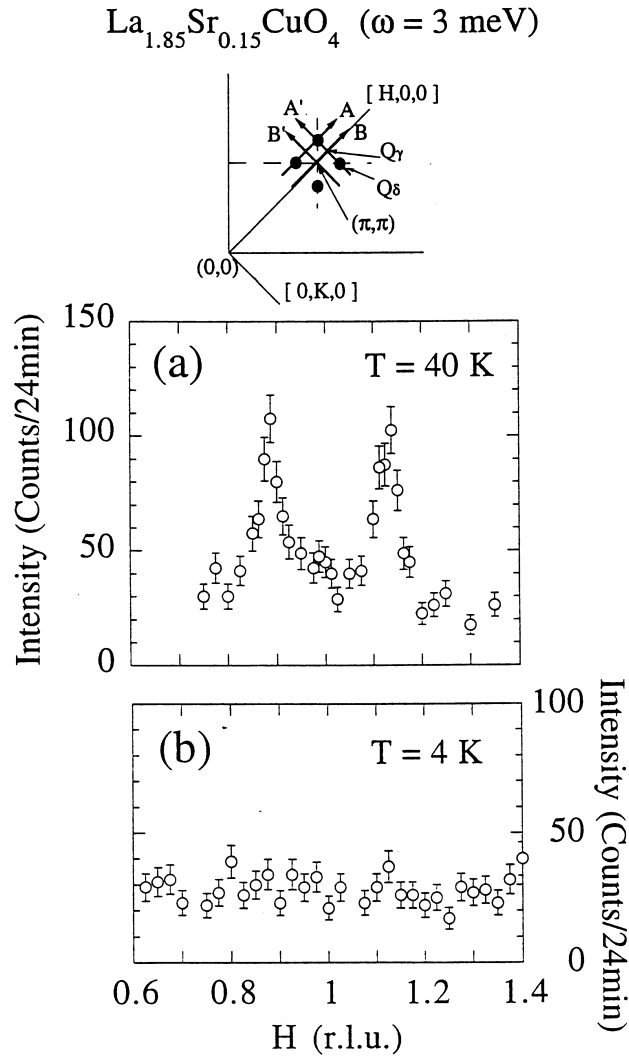 La1.85Sr0.15CuO4 (ω = 3 meV)
[ H,0,0 ]
A' A
B' B
Qγ
Qδ
(π,π)
(0,0)
[ 0,K,0 ]
(a) T = 40 K
150
100
50
0
Intensity (Counts/24min)
(b) T = 4 K
100
50
0
Intensity (Counts/24min)
0.6 0.8 1 1.2 1.4
H (r.l.u.)